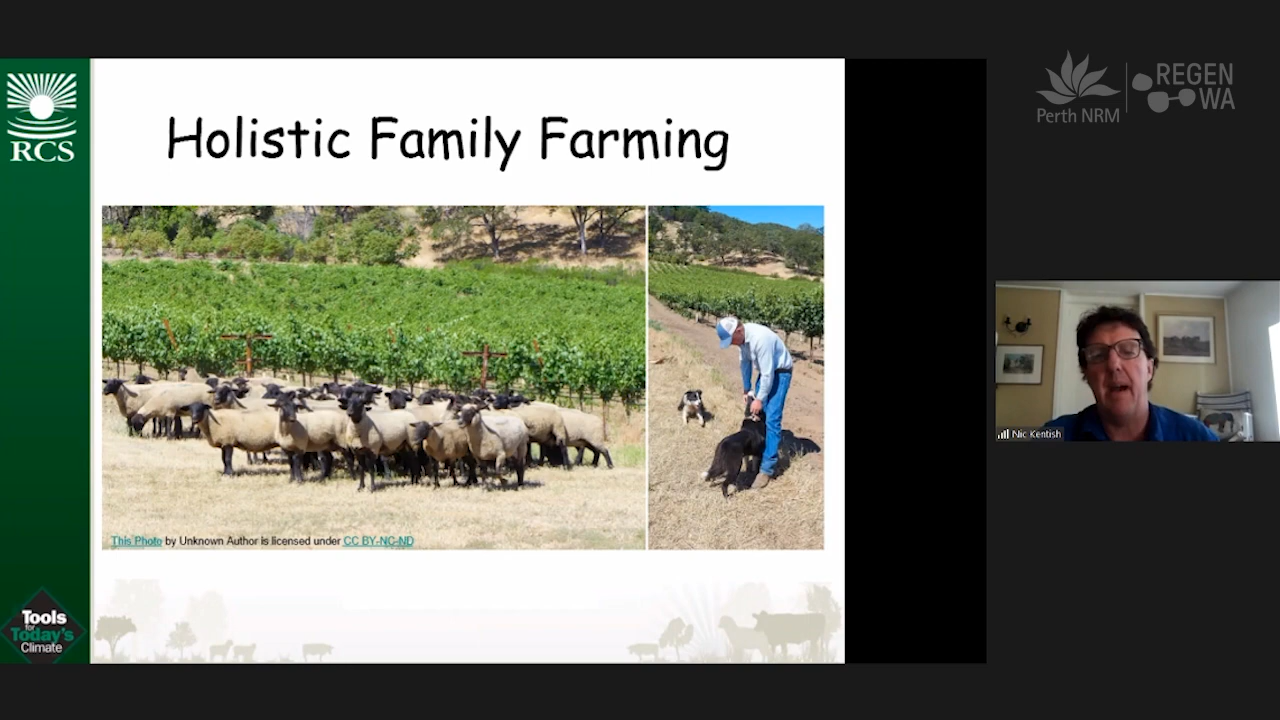 RCS
Holistic Family Farming
This Photo by Unknown Author is licensed under CC BY-NC-ND
Tools
for
Today's
Climate
Perth NRM
REGEN
WA
Nic Kentish